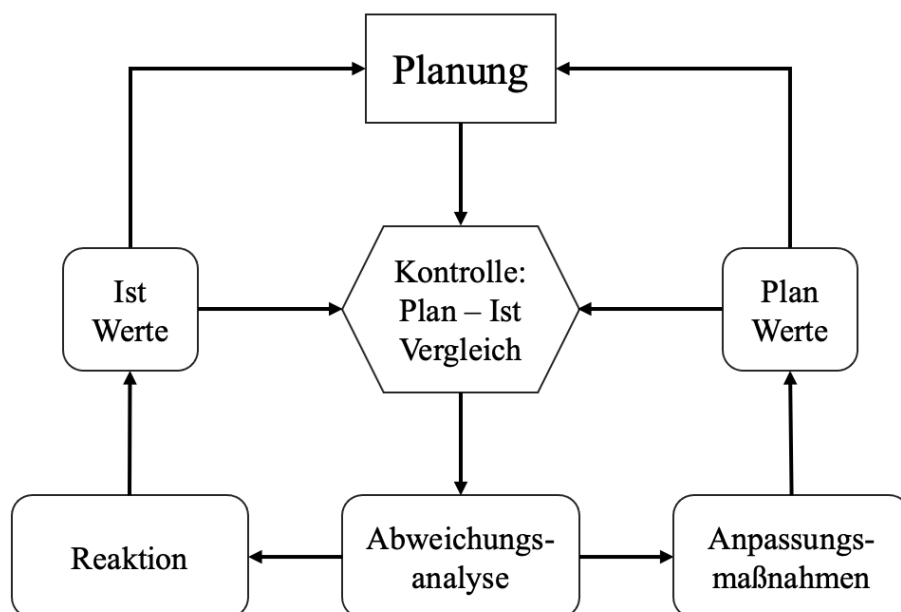 Planung
Ist
Werte
Kontrolle:
Plan – Ist
Vergleich
Plan
Werte
Reaktion
Abweichungs-
analyse
Anpassungs-
maßnahmen